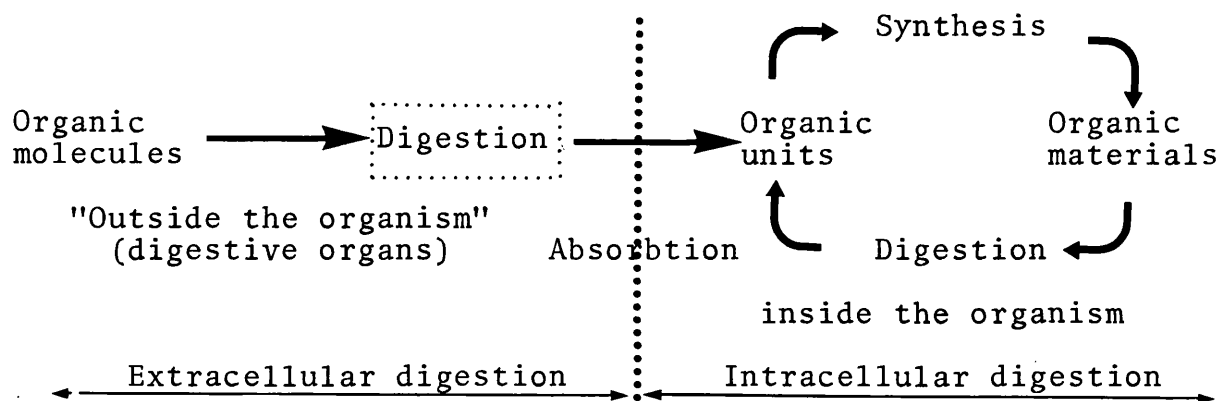 Synthesis
Organic
molecules
Digestion
Organic
units
Organic
materials
"Outside the organism"
(digestive organs)
Absorbtion
Digestion
inside the organism
Extracellular digestion
Intracellular digestion